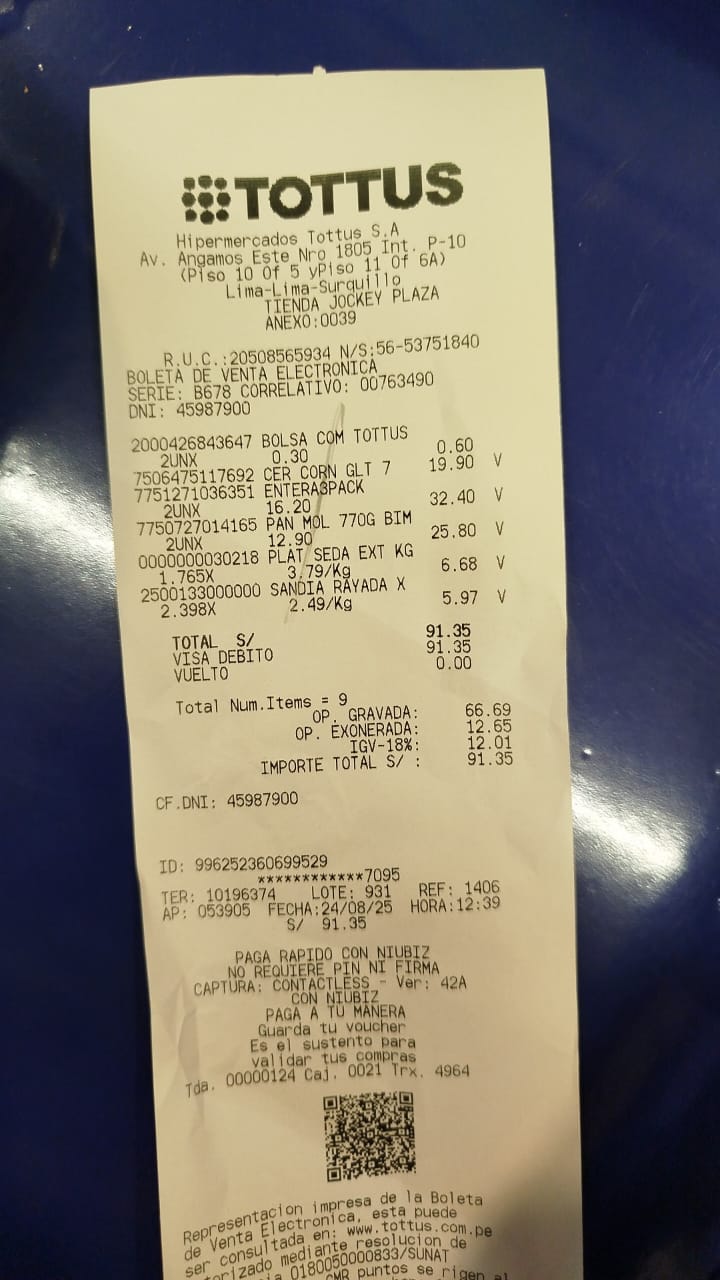 TOTTUS
Hipermercados Tottus S.A
Av. Angamos Este Nro 1805 Int. P-10
(Piso 10 Of 5 yPiso 11 Of 6A)
Lima-Lima-Surquillo
TIENDA JOCKEY PLAZA
ANEXO:0039
R.U.C.:20508565934 N/S:56-53751840
BOLETA DE VENTA ELECTRONICA
SERIE: B678 CORRELATIVO: 00763490
DNI: 45987900
2000426843647 BOLSA COM TOTTUS
2UNX 0.30 0.60
7506475117692 CER CORN GLT 7 19.90 V
7751271036351 ENTERA3PACK
2UNX 16.20 32.40 V
7750727014165 PAN MOL 770G BIM
2UNX 12.90 25.80 V
0000000030218 PLAT SEDA EXT KG
1.765X 3.79/Kg 6.68 V
2500133000000 SANDIA RAYADA X
2.398X 2.49/Kg 5.97 V
TOTAL S/ 91.35
VISA DEBITO 91.35
VUELTO 0.00
Total Num.Items = 9
OP. GRAVADA: 66.69
OP. EXONERADA: 12.65
IGV-18%: 12.01
IMPORTE TOTAL S/ : 91.35
CF.DNI: 45987900
ID: 996252360699529
************7095
TER: 10196374 LOTE: 931 REF: 1406
AP: 053905 FECHA:24/08/25 HORA:12:39
S/ 91.35
PAGA RAPIDO CON NIUBIZ
NO REQUIERE PIN NI FIRMA
CAPTURA: CONTACTLESS - Ver: 42A
CON NIUBIZ
PAGA A TU MANERA
Guarda tu voucher
Es el sustento para
validar tus compras
Tda. 00000124 Caj. 0021 Trx. 4964
Representacion impresa de la Boleta
de Venta Electronica, esta puede
ser consultada en: www.tottus.com.pe
mediante resolucion de
0180050000833/SUNAT
CMR puntos se rigen